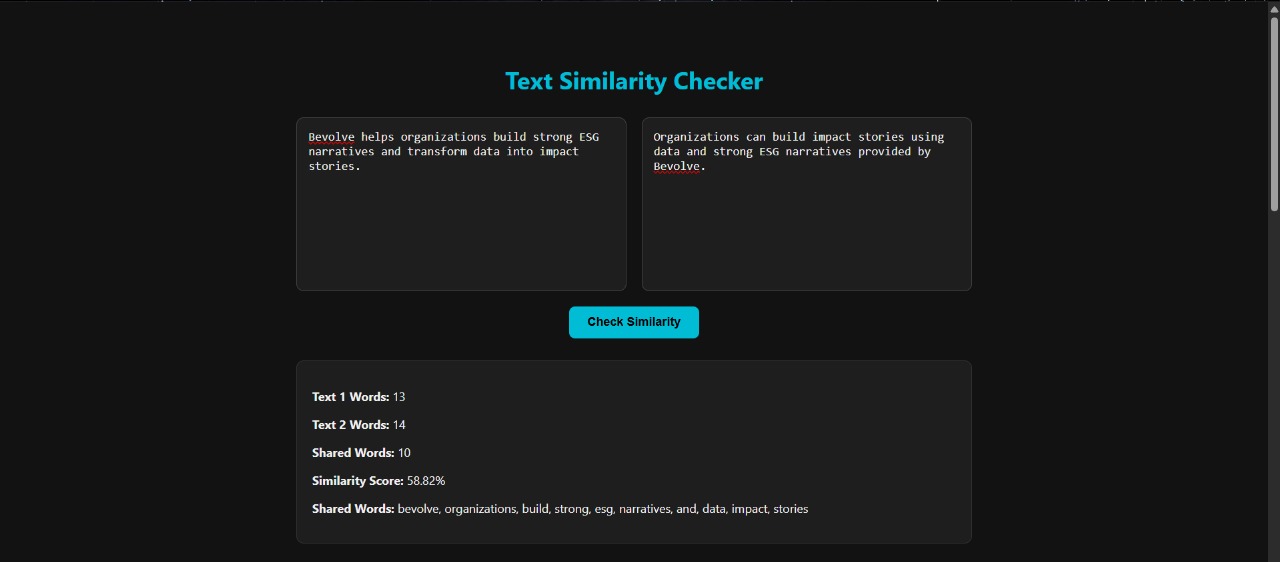 Text Similarity Checker
Bevolve helps organizations build strong ESG
narratives and transform data into impact
stories.
Organizations can build impact stories using
data and strong ESG narratives provided by
Bevolve.
Check Similarity
Text 1 Words: 13
Text 2 Words: 14
Shared Words: 10
Similarity Score: 58.82%
Shared Words: bevolve, organizations, build, strong, esg, narratives, and, data, impact, stories